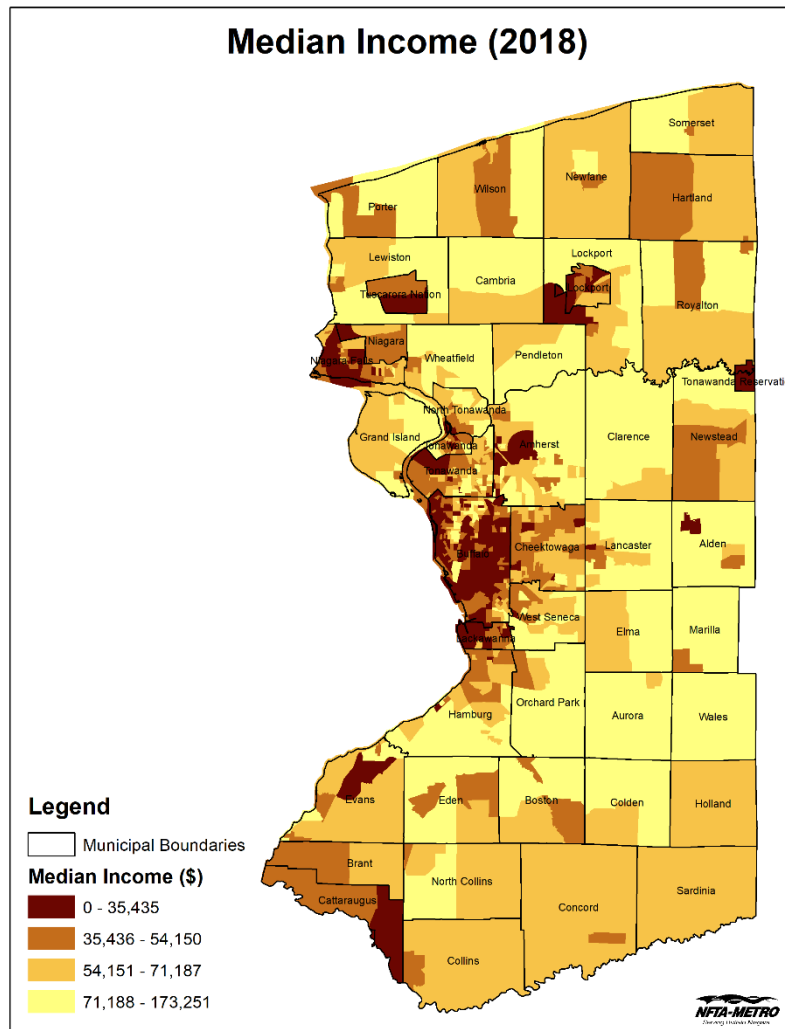 Median Income (2018)
Somerset
Wilson
Newfane
Hartland
Porter
Lewiston
Lockport
Cambria
Tuscarora Nation
Lockport
Royalton
Niagara
Niagara Falls
Wheatfield
Pendleton
Tonawanda Reservati
North Tonawanda
Grand Island
Tonawanda
Amherst
Clarence
Newstead
Tonawanda
Buffalo
Cheektowaga
Lancaster
Alden
West Seneca
Elma
Marilla
Lackawanna
Orchard Park
Hamburg
Aurora
Wales
Evans
Eden
Boston
Colden
Holland
Brant
North Collins
Cattaraugus
Concord
Sardinia
Collins
Legend
Municipal Boundaries
Median Income ($)
0 - 35,435
35,436 - 54,150
54,151 - 71,187
71,188 - 173,251
NFTA-METRO
Serving Buffalo Niagara